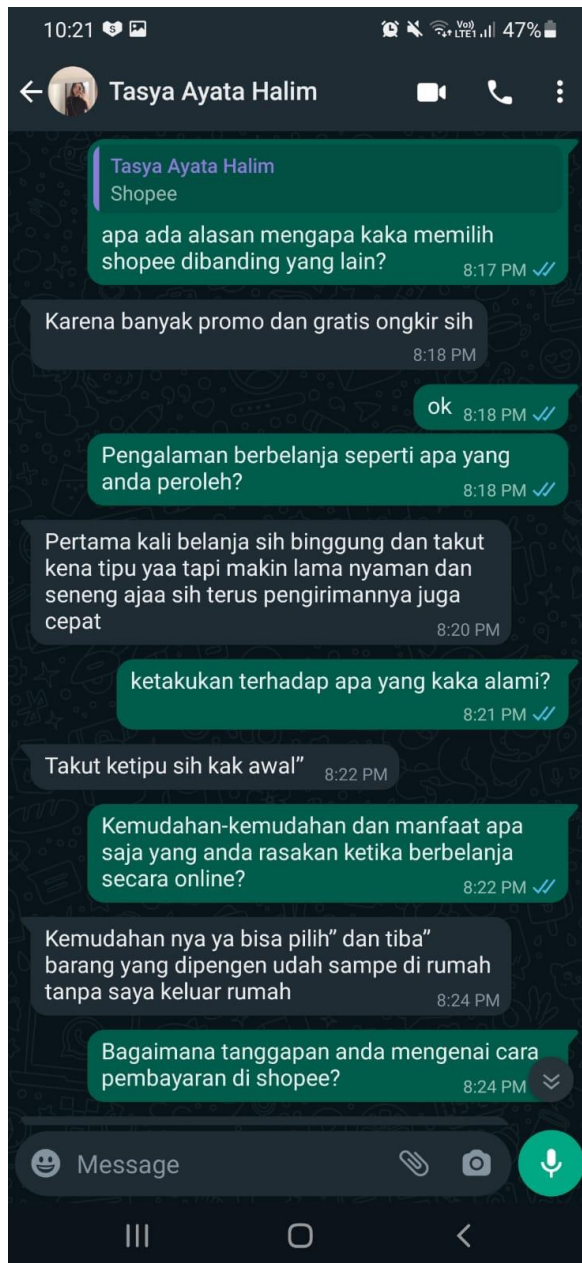 10:21
Vo))
LTE1
47%
Tasya Ayata Halim
Tasya Ayata Halim
Shopee
apa ada alasan mengapa kaka memilih
shopee dibanding yang lain?
8:17 PM
Karena banyak promo dan gratis ongkir sih
8:18 PM
ok 8:18 PM
Pengalaman berbelanja seperti apa yang
anda peroleh?
8:18 PM
Pertama kali belanja sih binggung dan takut
kena tipu yaa tapi makin lama nyaman dan
seneng ajaa sih terus pengirimannya juga
cepat
8:20 PM
ketakukan terhadap apa yang kaka alami?
8:21 PM
Takut ketipu sih kak awal” 8:22 PM
Kemudahan-kemudahan dan manfaat apa
saja yang anda rasakan ketika berbelanja
secara online?
8:22 PM
Kemudahan nya ya bisa pilih” dan tiba”
barang yang dipengen udah sampe di rumah
tanpa saya keluar rumah
8:24 PM
Bagaimana tanggapan anda mengenai cara
pembayaran di shopee?
8:24 PM
Message